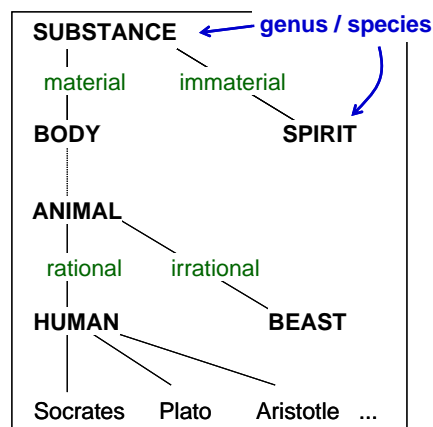 genus / species
SUBSTANCE
material immaterial
BODY SPIRIT
ANIMAL
rational irrational
HUMAN BEAST
Socrates Plato Aristotle ...